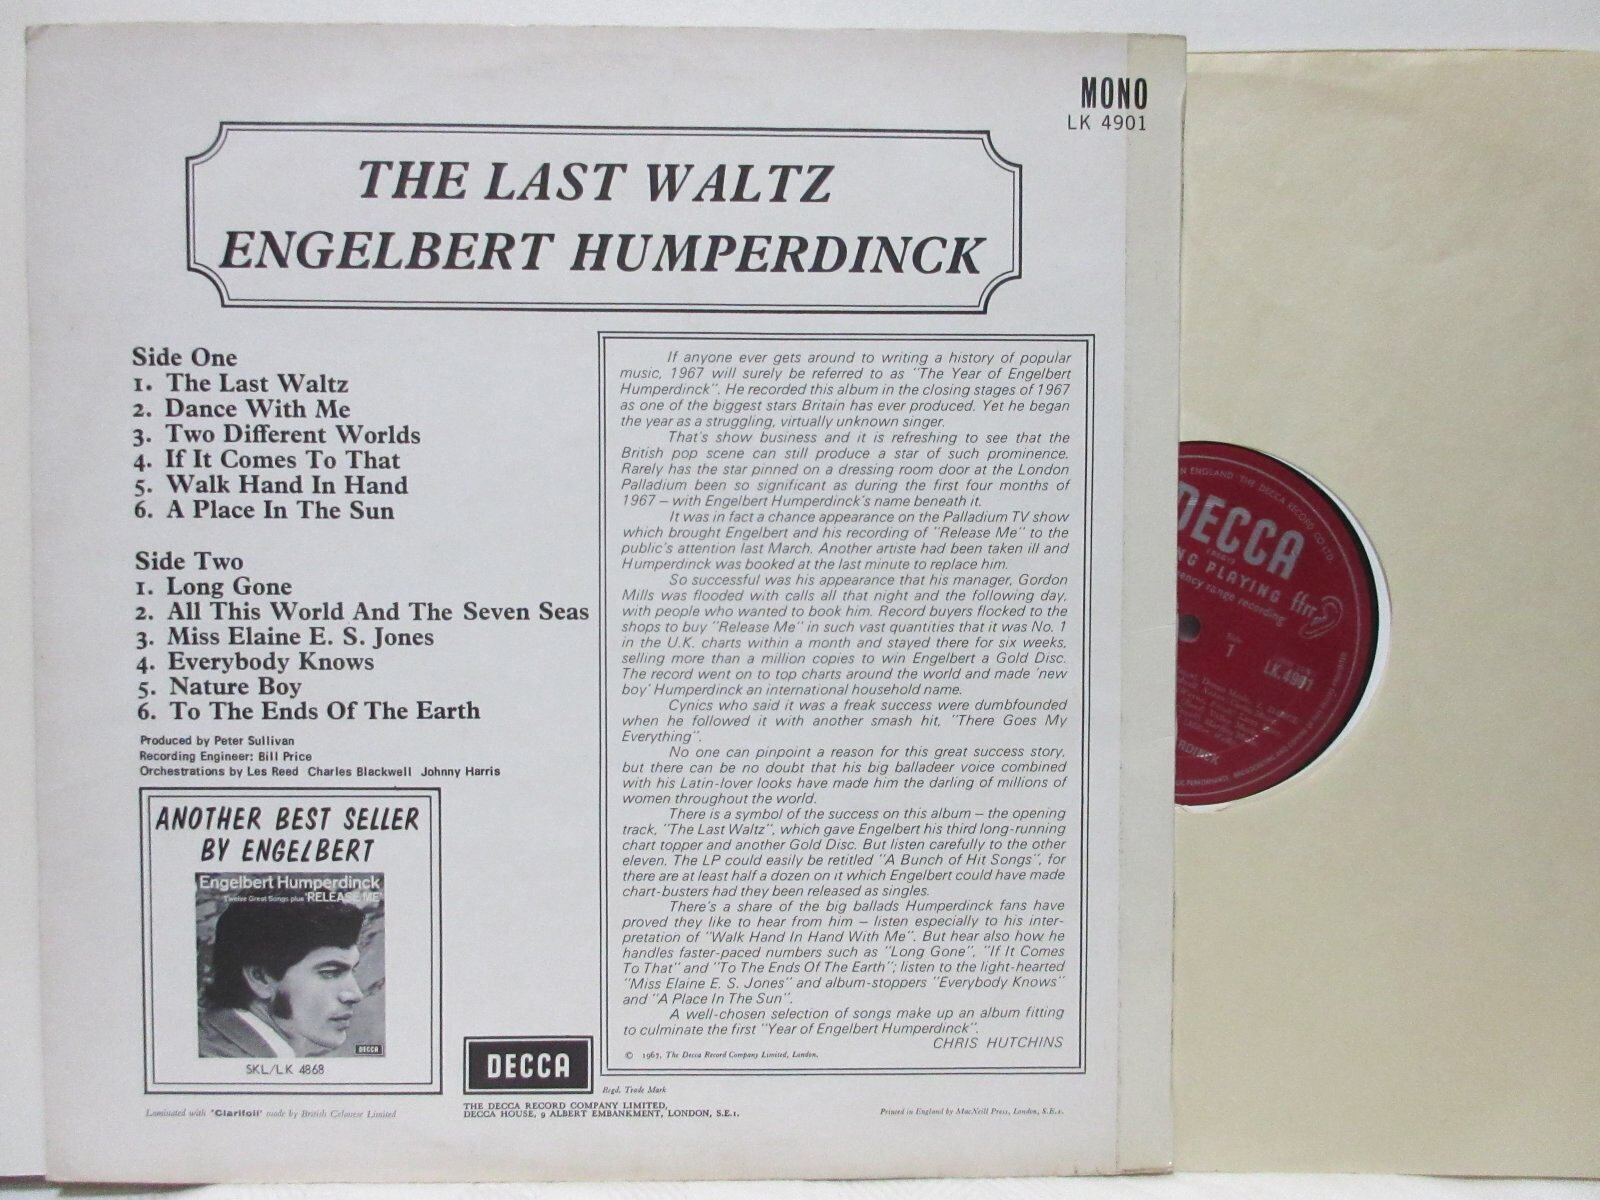 MONO
LK 4901
THE LAST WALTZ
ENGELBERT HUMPERDINCK
Side One
1. The Last Waltz
2. Dance With Me
3. Two Different Worlds
4. If It Comes To That
5. Walk Hand In Hand
6. A Place In The Sun
Side Two
1. Long Gone
2. All This World And The Seven Seas
3. Miss Elaine E. S. Jones
4. Everybody Knows
5. Nature Boy
6. To The Ends Of The Earth
Produced by Peter Sullivan
Recording Engineer: Bill Price
Orchestrations by Les Reed Charles Blackwell Johnny Harris
ANOTHER BEST SELLER
BY ENGELBERT
Engelbert Humperdinck
Twelve Great Songs plus 'RELEASE ME'
DECCA
SKL/LK 4868
Laminated with 'Clarifoil' made by British Celanese Limited
DECCA
Regd. Trade Mark
THE DECCA RECORD COMPANY LIMITED,
DECCA HOUSE, 9 ALBERT EMBANKMENT, LONDON, S.E.1.
If anyone ever gets around to writing a history of popular
music, 1967 will surely be referred to as "The Year of Engelbert
Humperdinck". He recorded this album in the closing stages of 1967
as one of the biggest stars Britain has ever produced. Yet he began
the year as a struggling, virtually unknown singer.
That's show business and it is refreshing to see that the
British pop scene can still produce a star of such prominence.
Rarely has the star pinned on a dressing room door at the London
Palladium been so significant as during the first four months of
1967 – with Engelbert Humperdinck's name beneath it.
It was in fact a chance appearance on the Palladium TV show
which brought Engelbert and his recording of "Release Me" to the
public's attention last March. Another artiste had been taken ill and
Humperdinck was booked at the last minute to replace him.
So successful was his appearance that his manager, Gordon
Mills was flooded with calls all that night and the following day,
with people who wanted to book him. Record buyers flocked to the
shops to buy "Release Me" in such vast quantities that it was No. 1
in the U.K. charts within a month and stayed there for six weeks,
selling more than a million copies to win Engelbert a Gold Disc.
The record went on to top charts around the world and made 'new
boy' Humperdinck an international household name.
Cynics who said it was a freak success were dumbfounded
when he followed it with another smash hit, "There Goes My
Everything".
No one can pinpoint a reason for this great success story,
but there can be no doubt that his big balladeer voice combined
with his Latin-lover looks have made him the darling of millions of
women throughout the world.
There is a symbol of the success on this album – the opening
track, "The Last Waltz", which gave Engelbert his third long-running
chart topper and another Gold Disc. But listen carefully to the other
eleven. The LP could easily be retitled "A Bunch of Hit Songs", for
there are at least half a dozen on it which Engelbert could have made
chart-busters had they been released as singles.
There's a share of the big ballads Humperdinck fans have
proved they like to hear from him – listen especially to his inter-
pretation of "Walk Hand In Hand With Me". But hear also how he
handles faster-paced numbers such as "Long Gone", "If It Comes
To That" and "To The Ends Of The Earth"; listen to the light-hearted
"Miss Elaine E. S. Jones" and album-stoppers "Everybody Knows"
and "A Place In The Sun".
A well-chosen selection of songs make up an album fitting
to culminate the first "Year of Engelbert Humperdinck".
CHRIS HUTCHINS
© 1967, The Decca Record Company Limited, London.
Printed in England by MacNeill Press, London, S.E.1.
IN ENGLAND THE DECCA RECORD CO LTD
DECCA
NG PLAYING
ency range recording
ffrr
Side
1
LK.4901